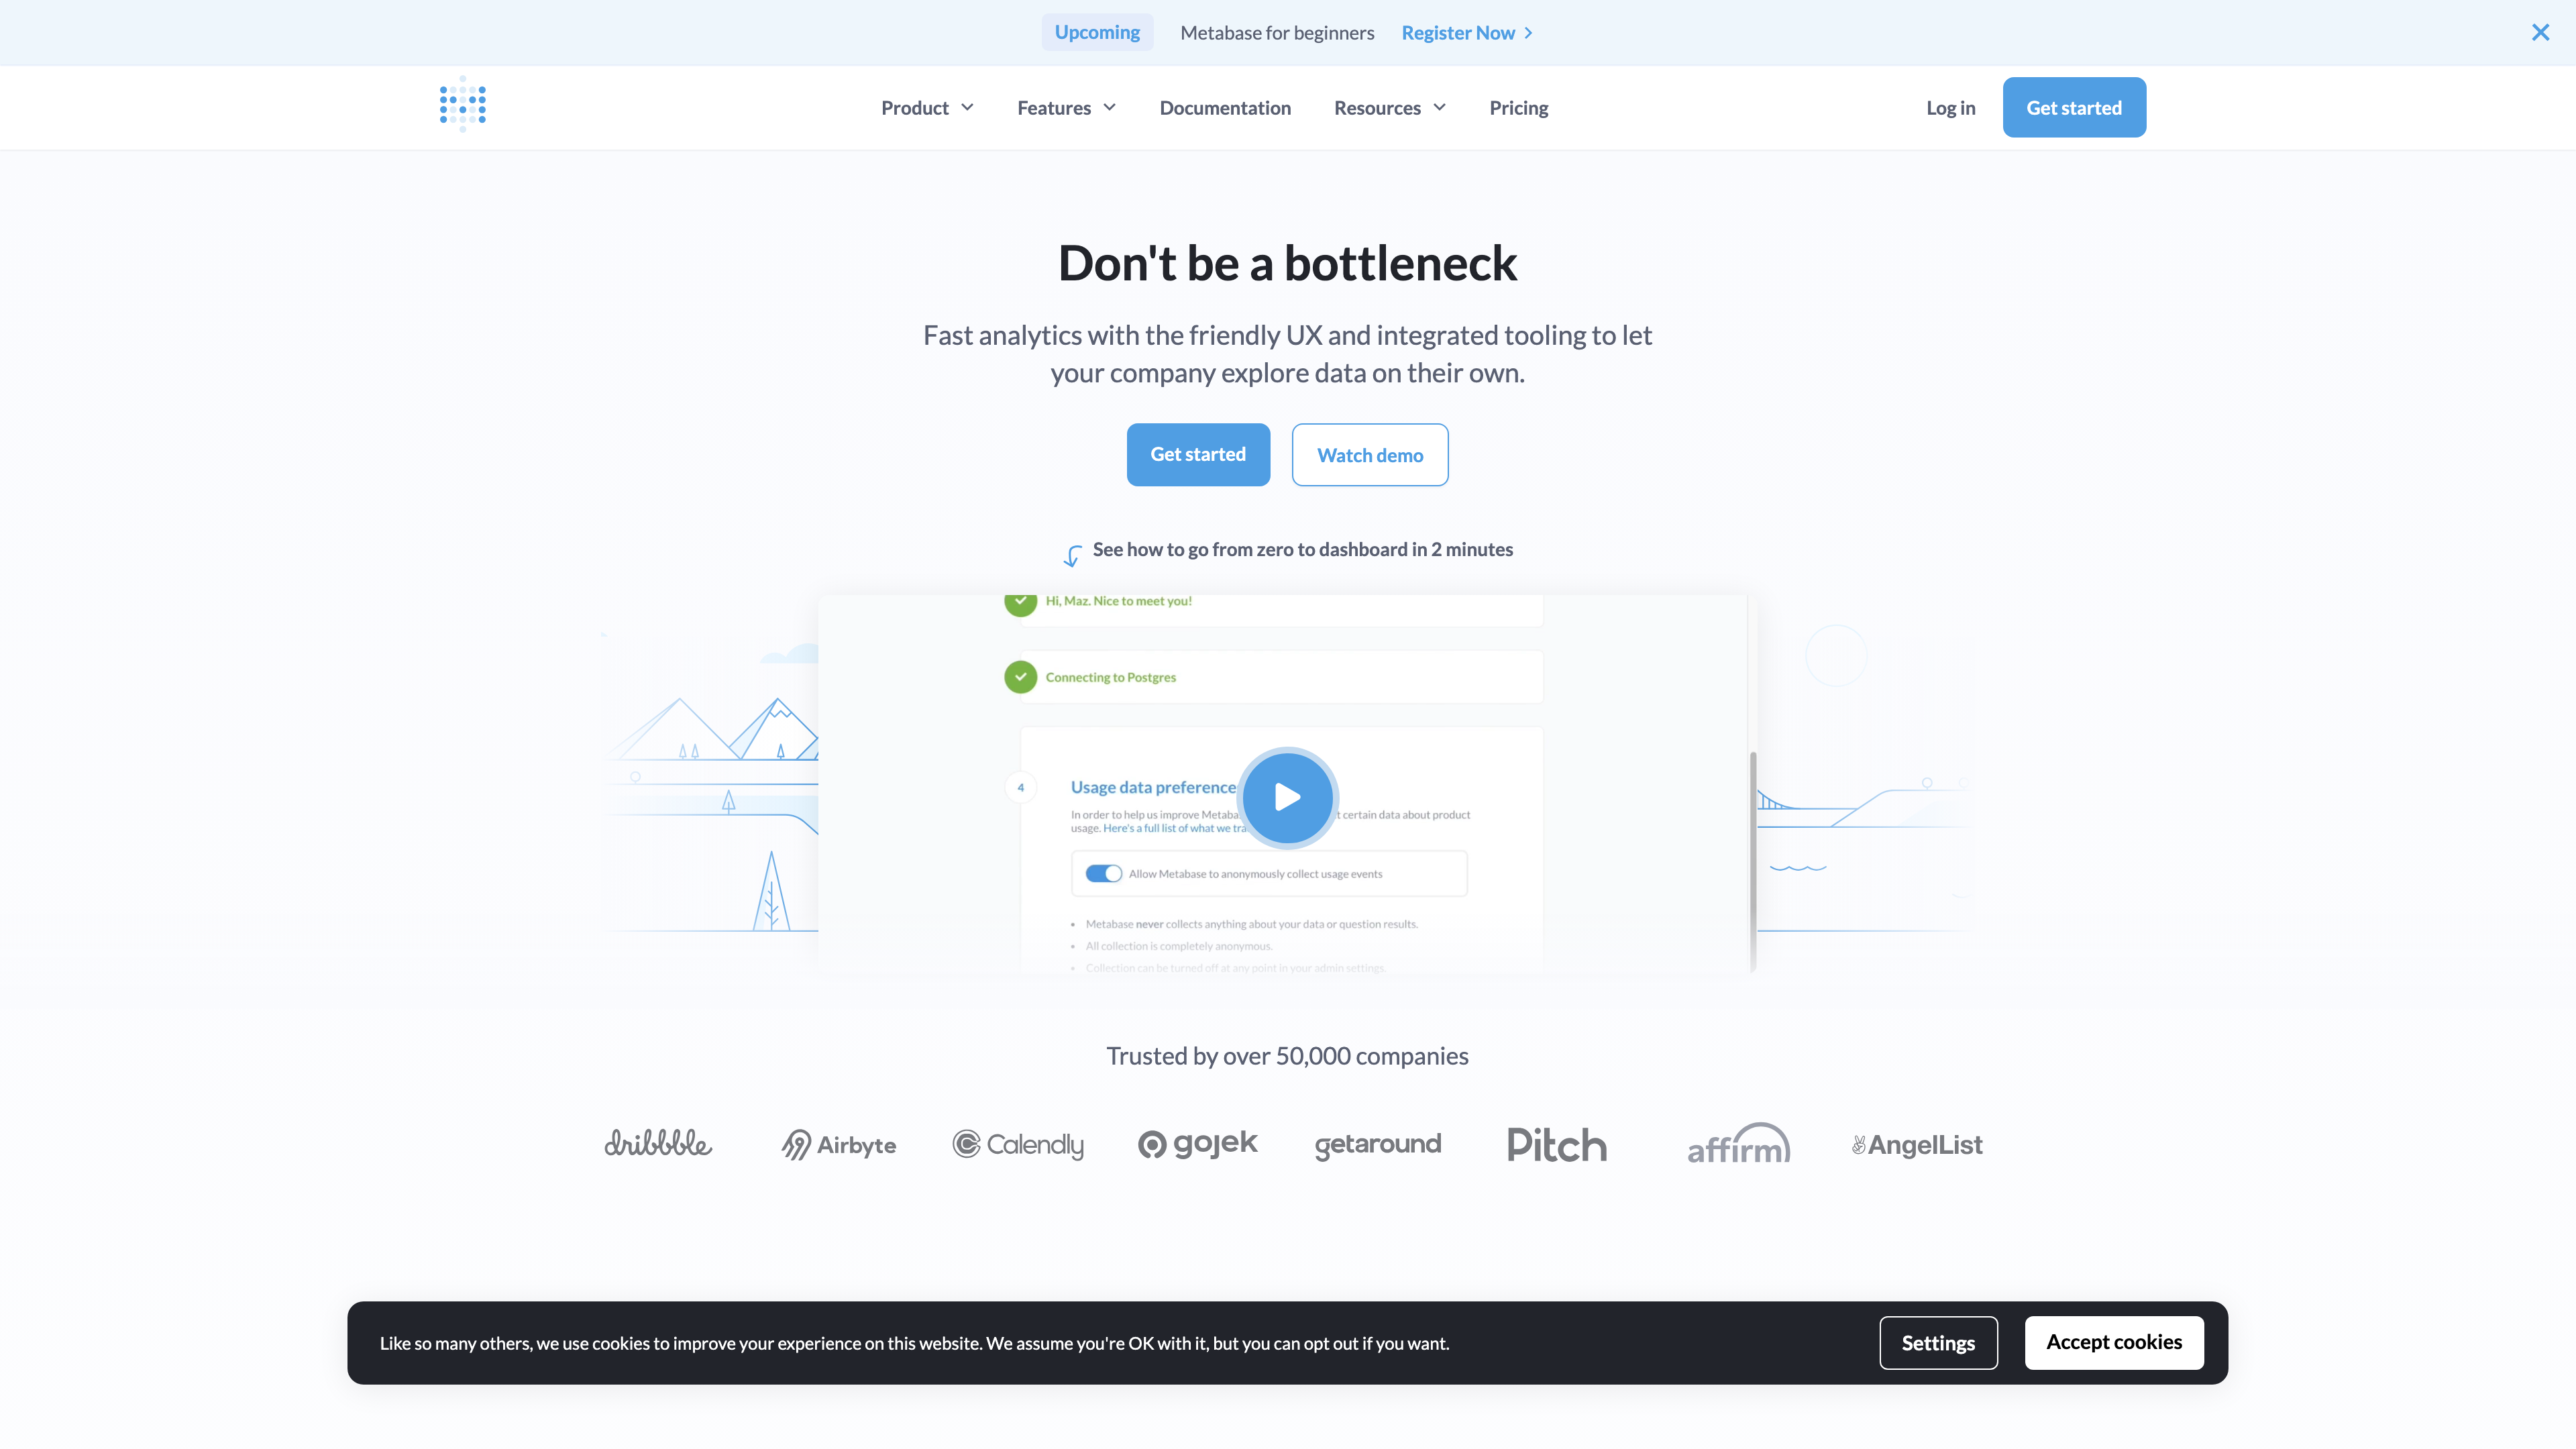 Upcoming Metabase for beginners Register Now
Product Features Documentation Resources Pricing Log in Get started
Don't be a bottleneck
Fast analytics with the friendly UX and integrated tooling to let
your company explore data on their own.
Get started Watch demo
See how to go from zero to dashboard in 2 minutes
Hi, Maz. Nice to meet you!
Connecting to Postgres
4 Usage data preference
In order to help us improve certain data about product
usage. Here's a full list of what we
Allow Metabase to anonymously collect usage events
• Metabase never collects anything about your data or question results.
• All collection is completely anonymous.
• Collection can be turned off at any point in your admin settings.
Trusted by over 50,000 companies
dribbble Airbyte Calendly gojek getaround Pitch affirm AngelList
Like so many others, we use cookies to improve your experience on this website. We assume you're OK with it, but you can opt out if you want. Settings Accept cookies